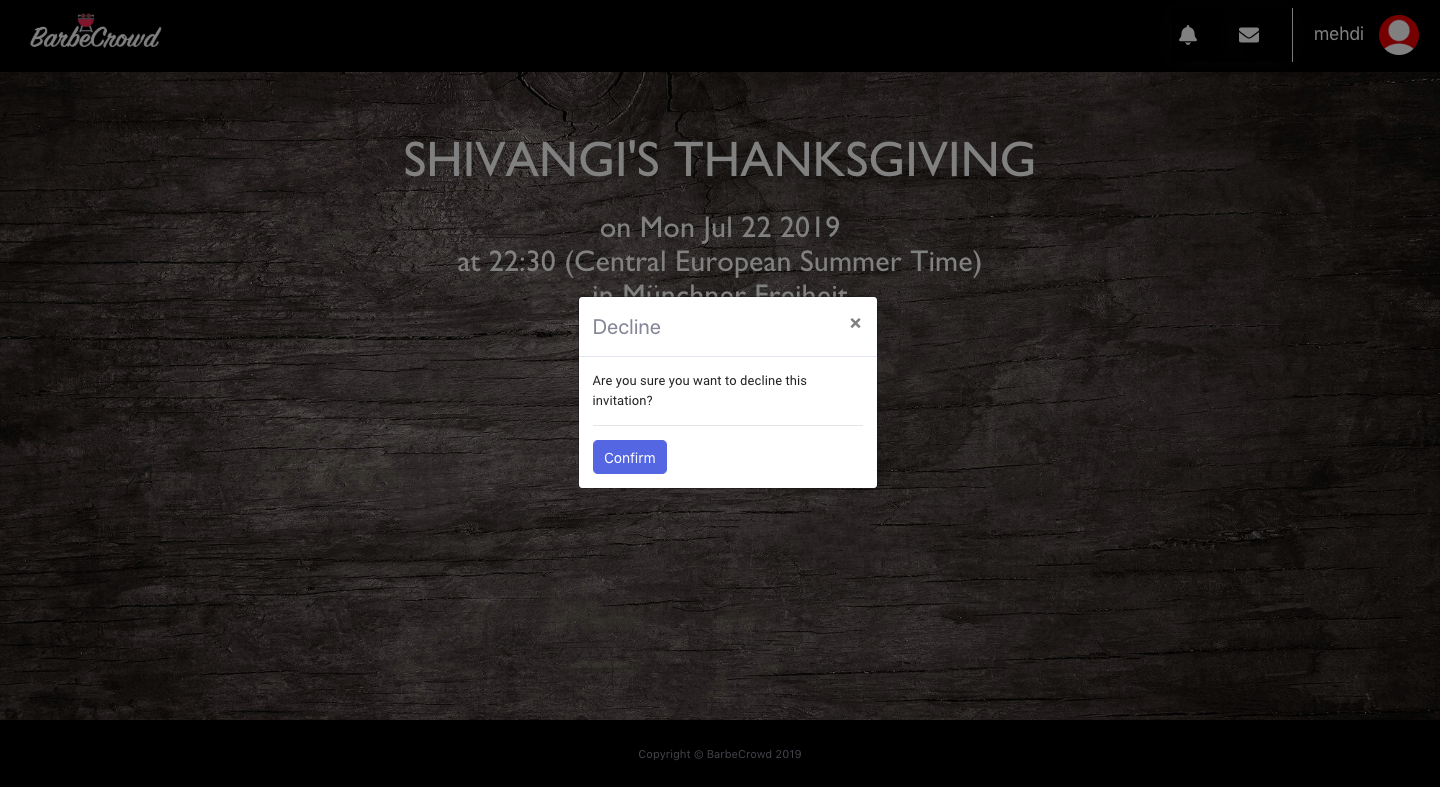 BarbeCrowd
mehdi
SHIVANGI'S THANKSGIVING
on Mon Jul 22 2019
at 22:30 (Central European Summer Time)
in Münchner Freiheit
Decline
×
Are you sure you want to decline this
invitation?
Confirm
Copyright © BarbeCrowd 2019